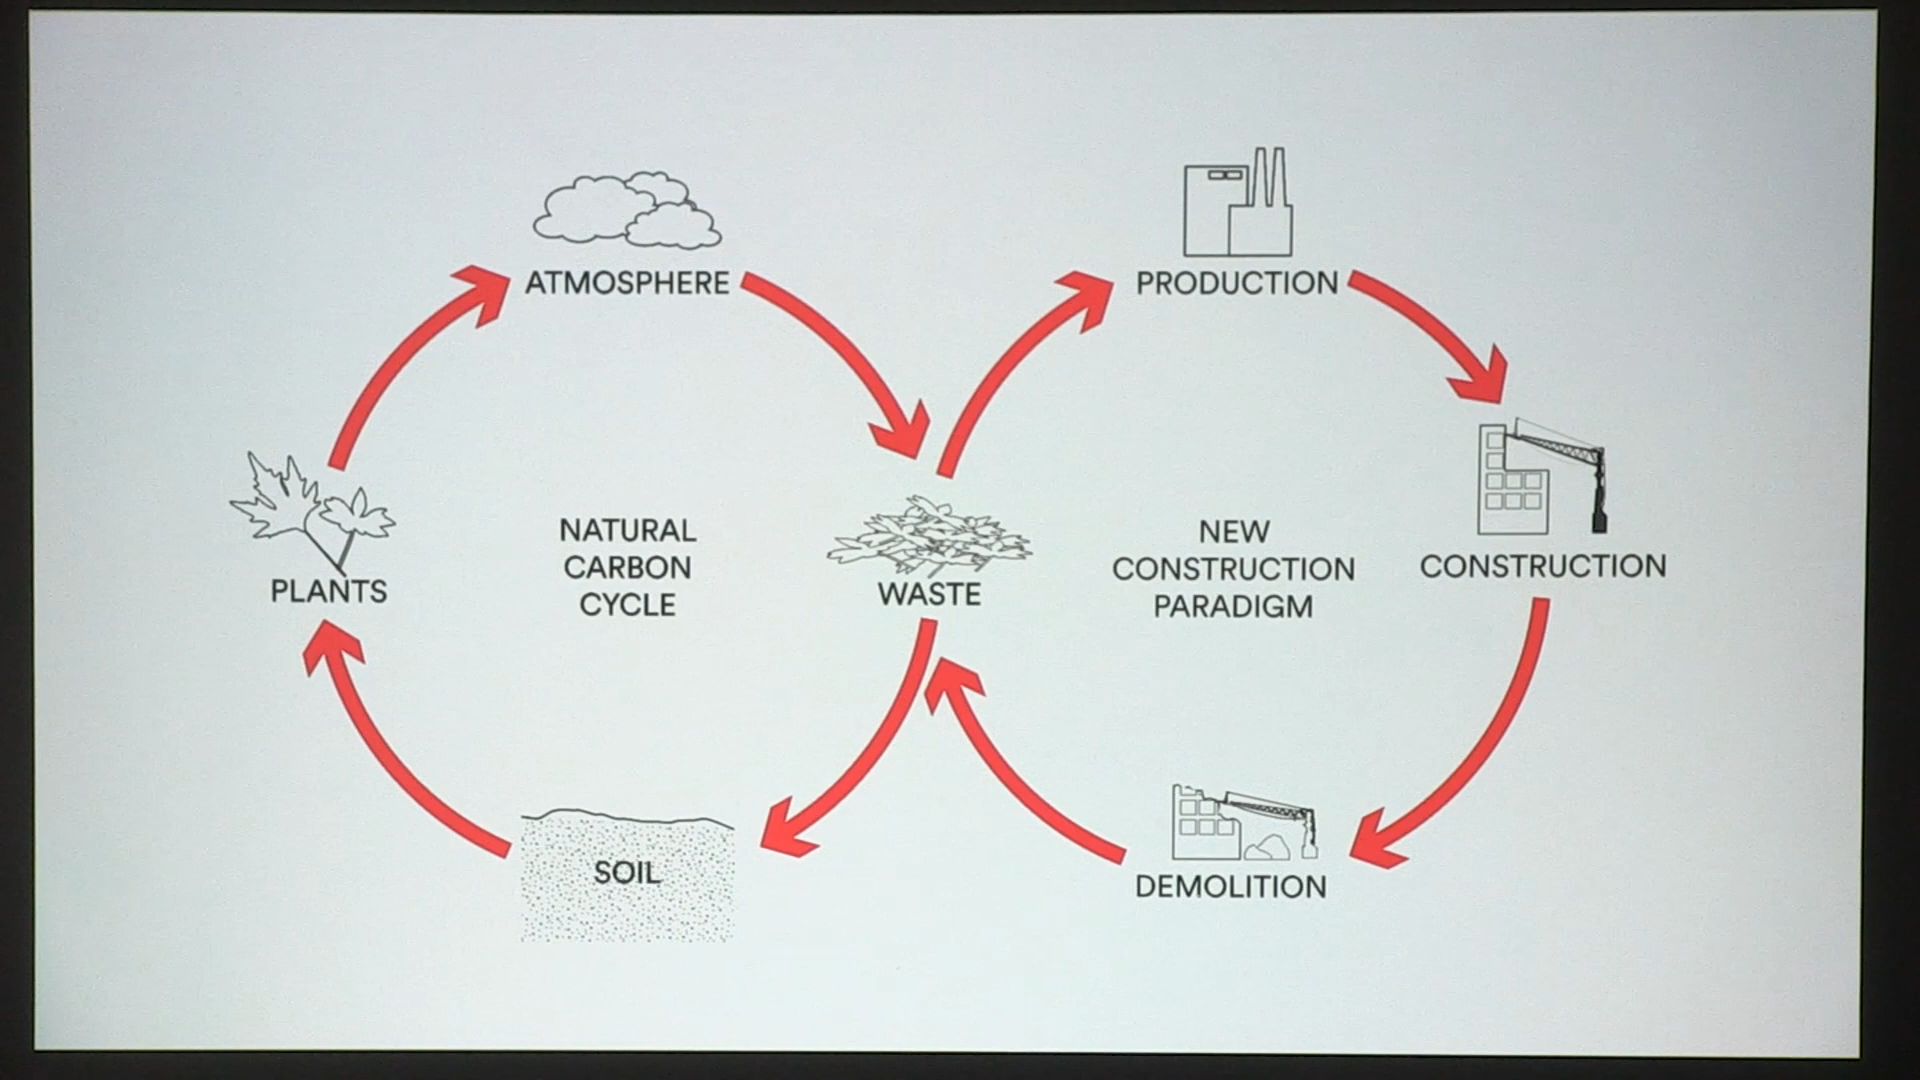 ATMOSPHERE
PRODUCTION
PLANTS
NATURAL
CARBON
CYCLE
WASTE
NEW
CONSTRUCTION
PARADIGM
CONSTRUCTION
SOIL
DEMOLITION